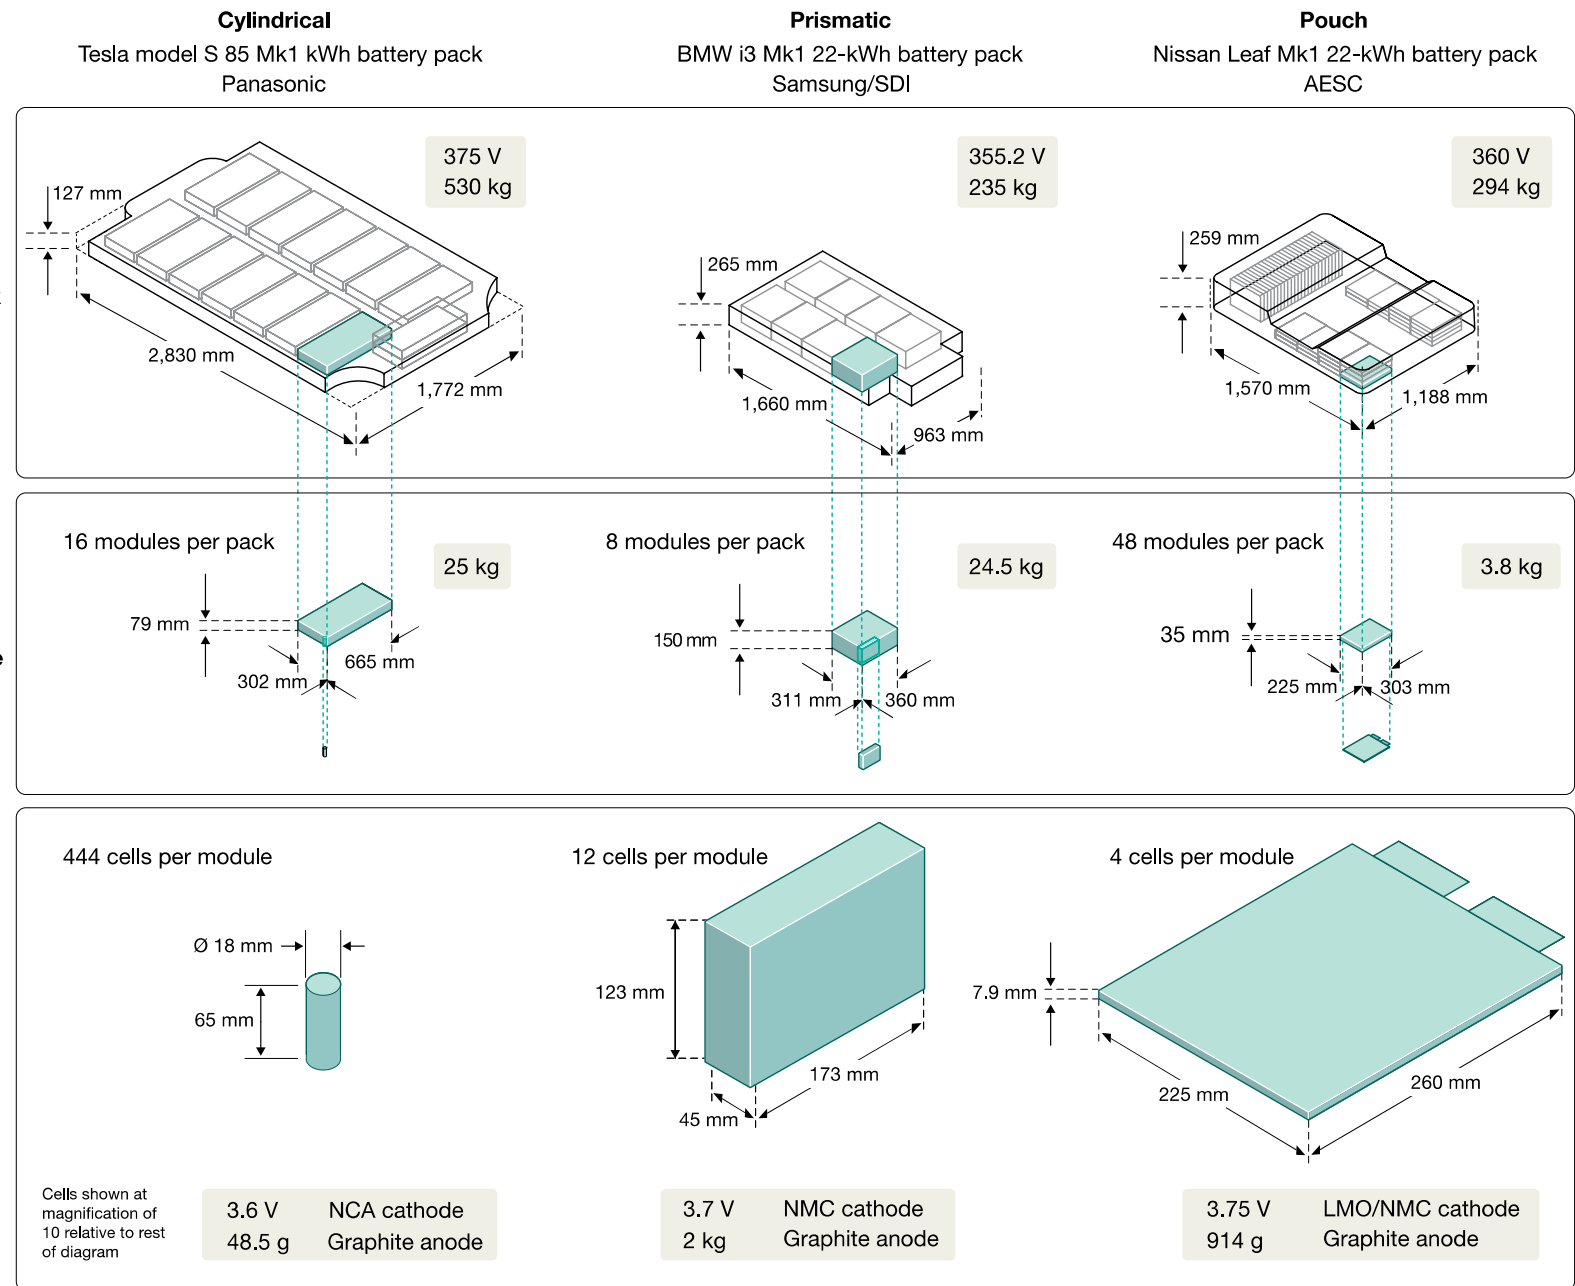 Cylindrical
Tesla model S 85 Mk1 kWh battery pack
Panasonic
Prismatic
BMW i3 Mk1 22-kWh battery pack
Samsung/SDI
Pouch
Nissan Leaf Mk1 22-kWh battery pack
AESC
375 V
530 kg
127 mm
2,830 mm
1,772 mm
355.2 V
235 kg
265 mm
1,660 mm
963 mm
360 V
294 kg
259 mm
1,570 mm
1,188 mm
16 modules per pack
25 kg
79 mm
302 mm
665 mm
8 modules per pack
24.5 kg
150 mm
311 mm
360 mm
48 modules per pack
3.8 kg
35 mm
225 mm
303 mm
444 cells per module
Ø 18 mm
65 mm
12 cells per module
123 mm
45 mm
173 mm
4 cells per module
7.9 mm
225 mm
260 mm
Cells shown at
magnification of
10 relative to rest
of diagram
3.6 V NCA cathode
48.5 g Graphite anode
3.7 V NMC cathode
2 kg Graphite anode
3.75 V LMO/NMC cathode
914 g Graphite anode